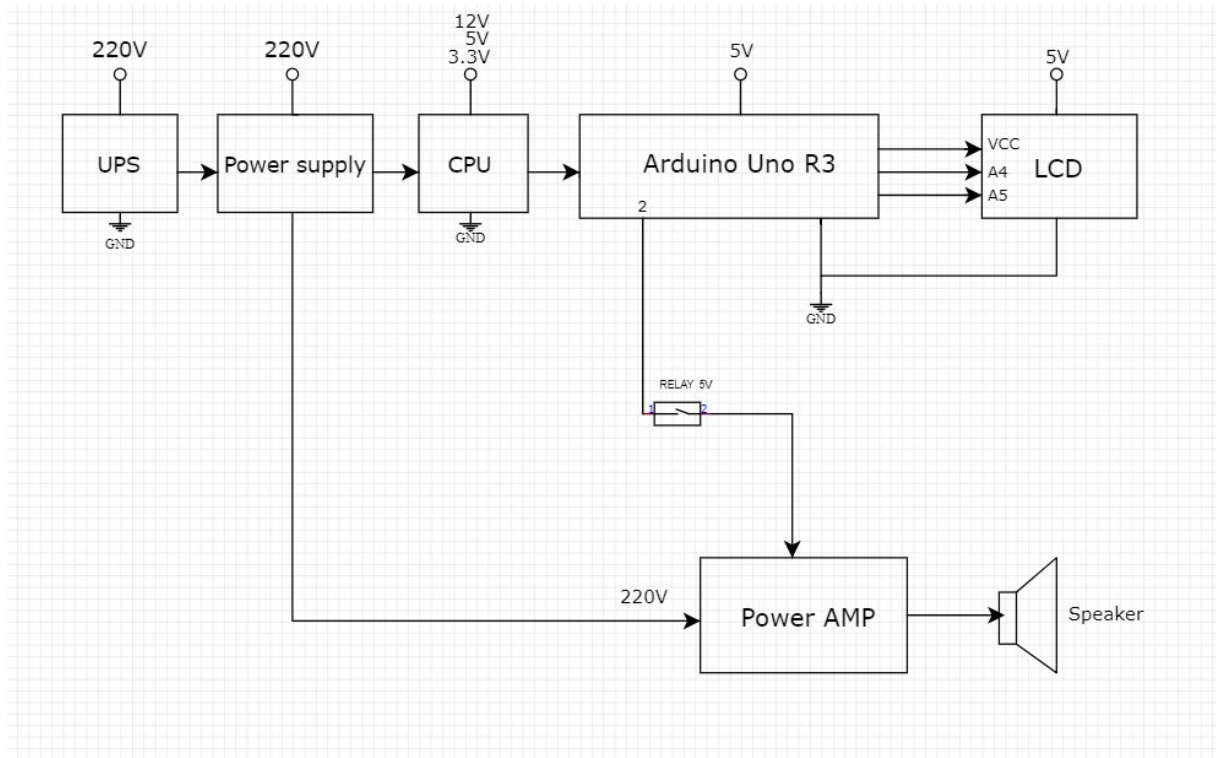 220V
220V
12V
5V
3.3V
5V
5V
UPS
Power supply
CPU
Arduino Uno R3
VCC
A4
A5
LCD
2
GND
GND
GND
RELAY 5V
1
2
220V
Power AMP
Speaker